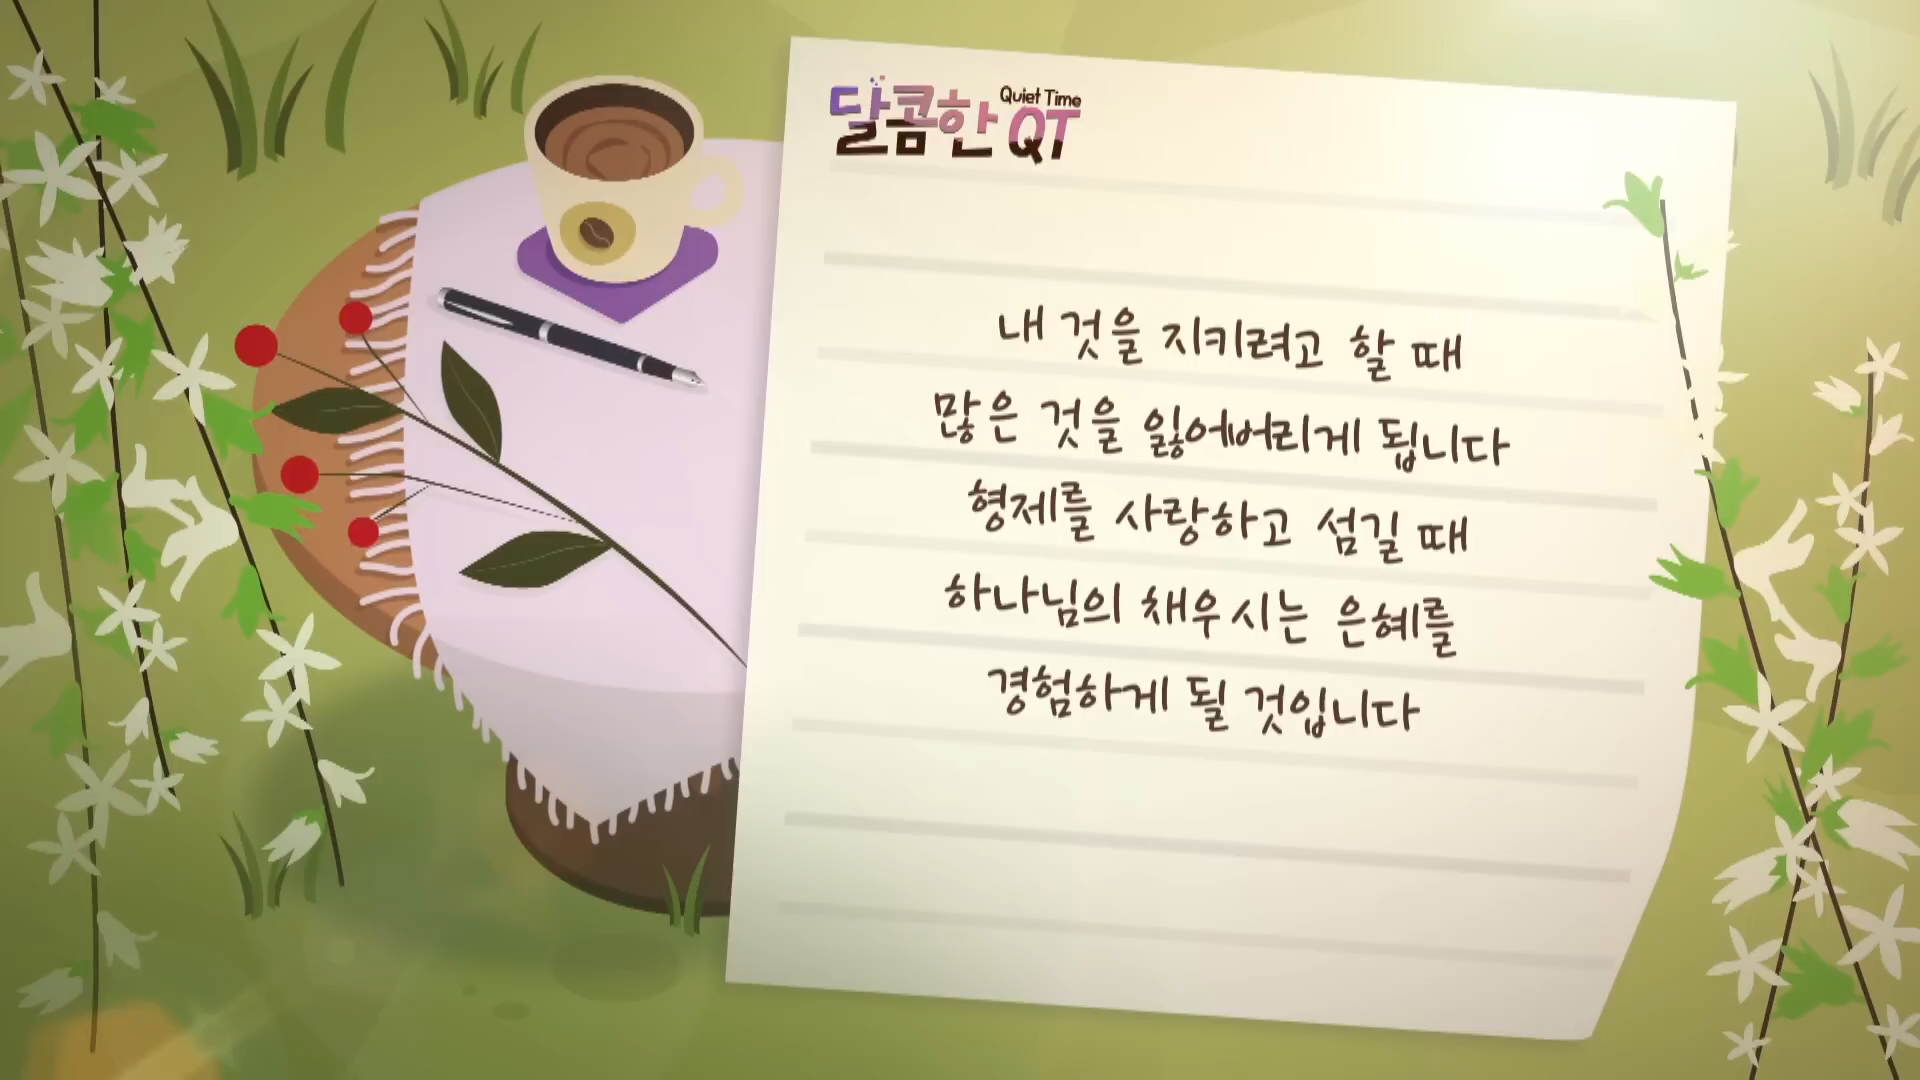 달콤한 QT
Quiet Time
내 것을 지키려고 할 때
많은 것을 잃어버리게 됩니다
형제를 사랑하고 섬길 때
하나님의 채우시는 은혜를
경험하게 될 것입니다